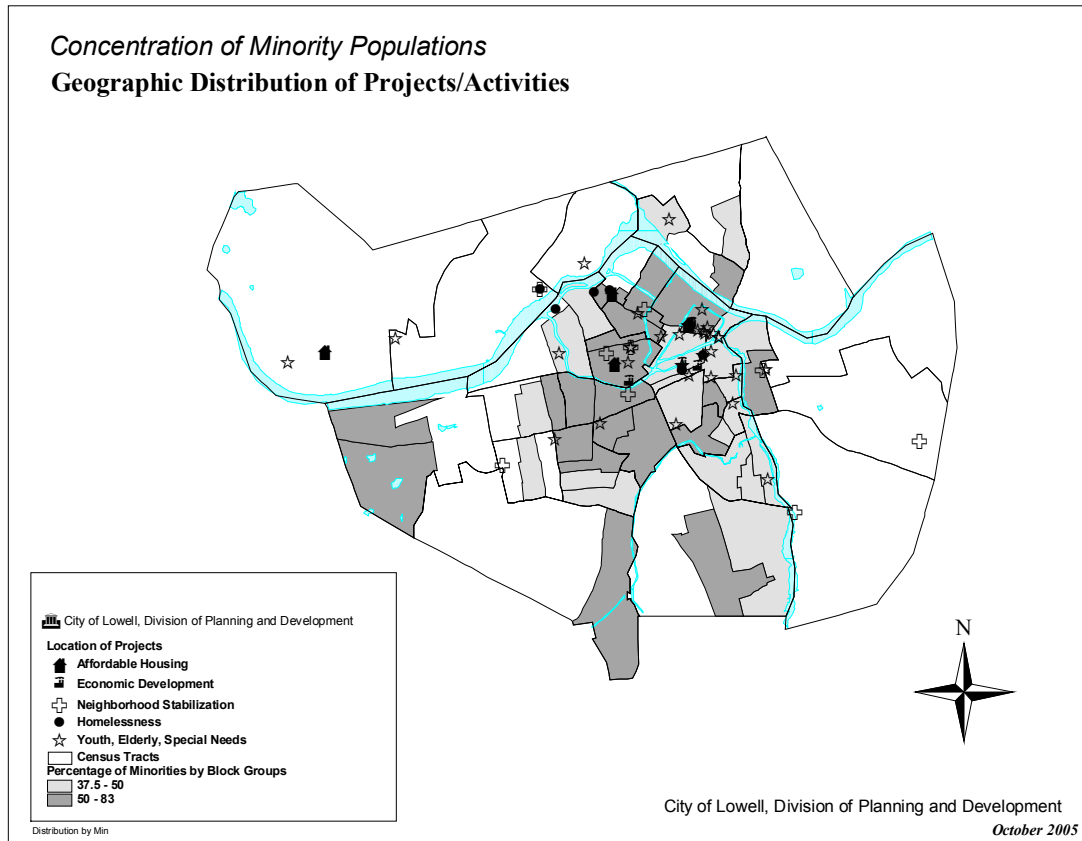 Concentration of Minority Populations
Geographic Distribution of Projects/Activities
N
City of Lowell, Division of Planning and Development
Location of Projects
Affordable Housing
Economic Development
Neighborhood Stabilization
Homelessness
Youth, Elderly, Special Needs
Census Tracts
Percentage of Minorities by Block Groups
37.5 - 50
50 - 83
City of Lowell, Division of Planning and Development
Distribution by Min
October 2005